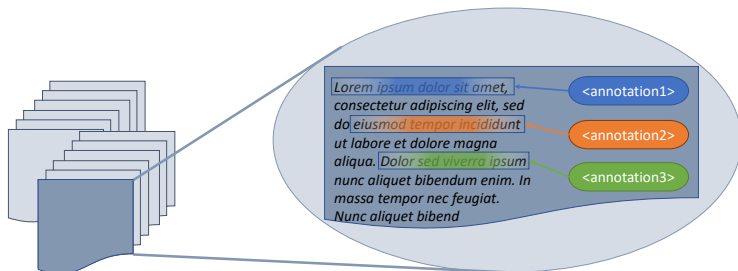 Lorem ipsum dolor sit amet,
consectetur adipiscing elit, sed
do eiusmod tempor incididunt
ut labore et dolore magna
aliqua. Dolor sed viverra ipsum
nunc aliquet bibendum enim. In
massa tempor nec feugiat.
Nunc aliquet bibend
<annotation1>
<annotation2>
<annotation3>